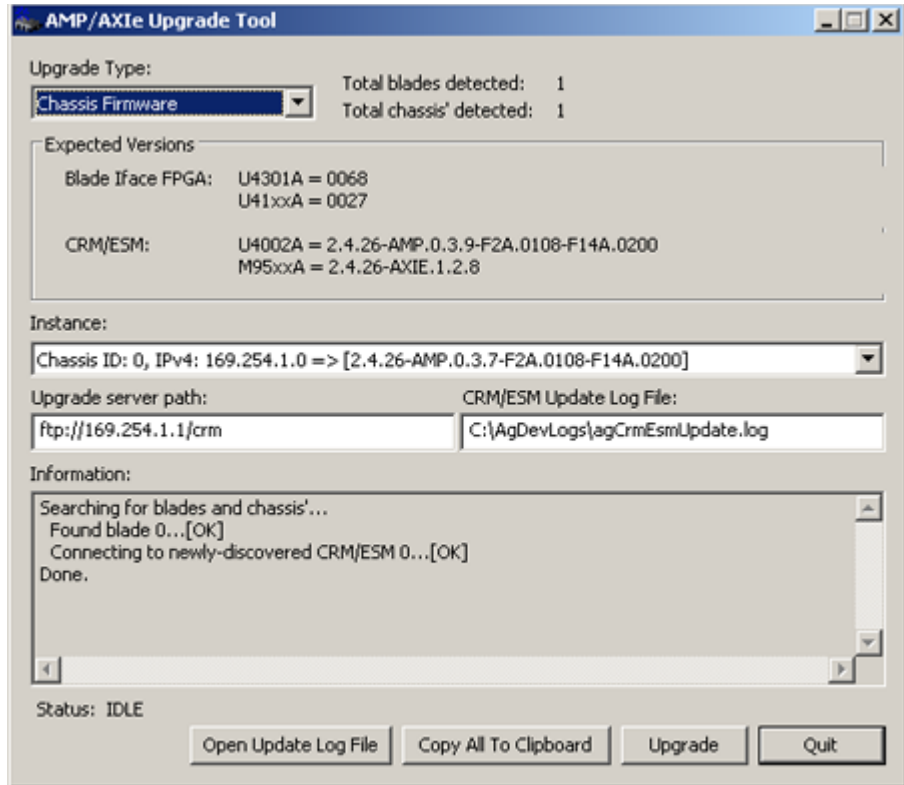 AMP/AXIe Upgrade Tool
Upgrade Type:
Chassis Firmware
Total blades detected: 1
Total chassis' detected: 1
Expected Versions
Blade Iface FPGA: U4301A = 0068
U41xxA = 0027
CRM/ESM: U4002A = 2.4.26-AMP.0.3.9-F2A.0108-F14A.0200
M95xxA = 2.4.26-AXIE.1.2.8
Instance:
Chassis ID: 0, IPv4: 169.254.1.0 => [2.4.26-AMP.0.3.7-F2A.0108-F14A.0200]
Upgrade server path:
ftp://169.254.1.1/crm
CRM/ESM Update Log File:
C:\AgDevLogs\agCrmEsmUpdate.log
Information:
Searching for blades and chassis'...
Found blade 0...[OK]
Connecting to newly-discovered CRM/ESM 0...[OK]
Done.
Status: IDLE
Open Update Log File
Copy All To Clipboard
Upgrade
Quit